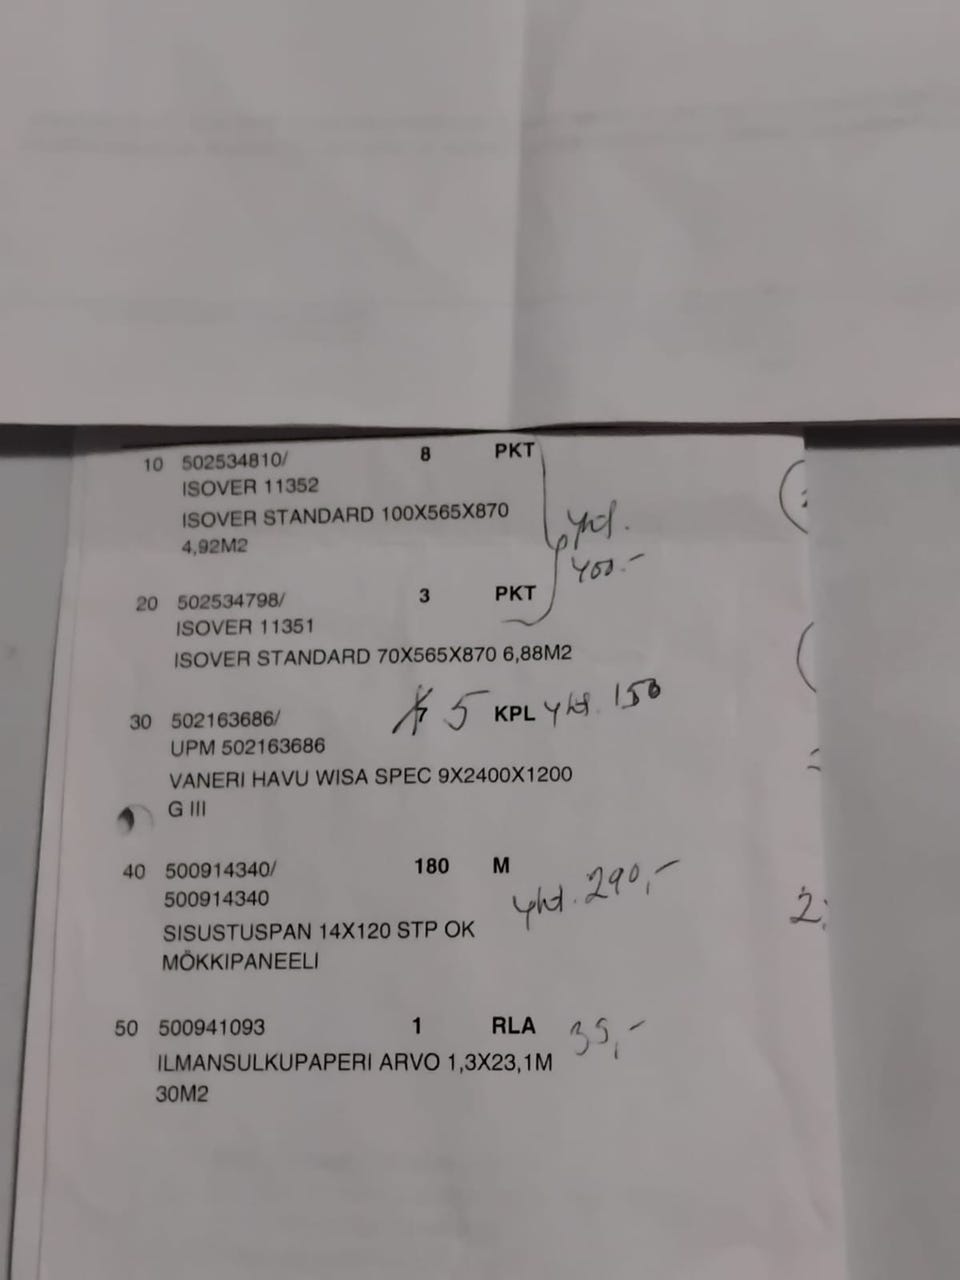 10 502534810/ 8 PKT
ISOVER 11352
ISOVER STANDARD 100X565X870
4,92M2
yht.
400.-
20 502534798/ 3 PKT
ISOVER 11351
ISOVER STANDARD 70X565X870 6,88M2
30 502163686/ 5 KPL yht. 150
UPM 502163686
VANERI HAVU WISA SPEC 9X2400X1200
G III
40 500914340/ 180 M
500914340 yht. 290,-
SISUSTUSPAN 14X120 STP OK
MÖKKIPANEELI
50 500941093 1 RLA 35,-
ILMANSULKUPAPERI ARVO 1,3X23,1M
30M2